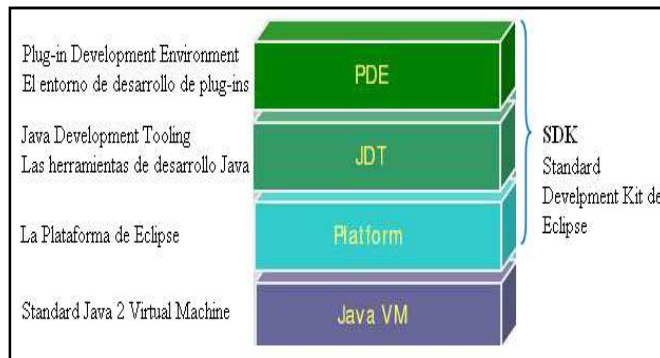 Plug-in Development Environment
El entorno de desarrollo de plug-ins
PDE
Java Development Tooling
Las herramientas de desarrollo Java
JDT
SDK
Standard
Develpment Kit de
Eclipse
La Plataforma de Eclipse
Platform
Standard Java 2 Virtual Machine
Java VM